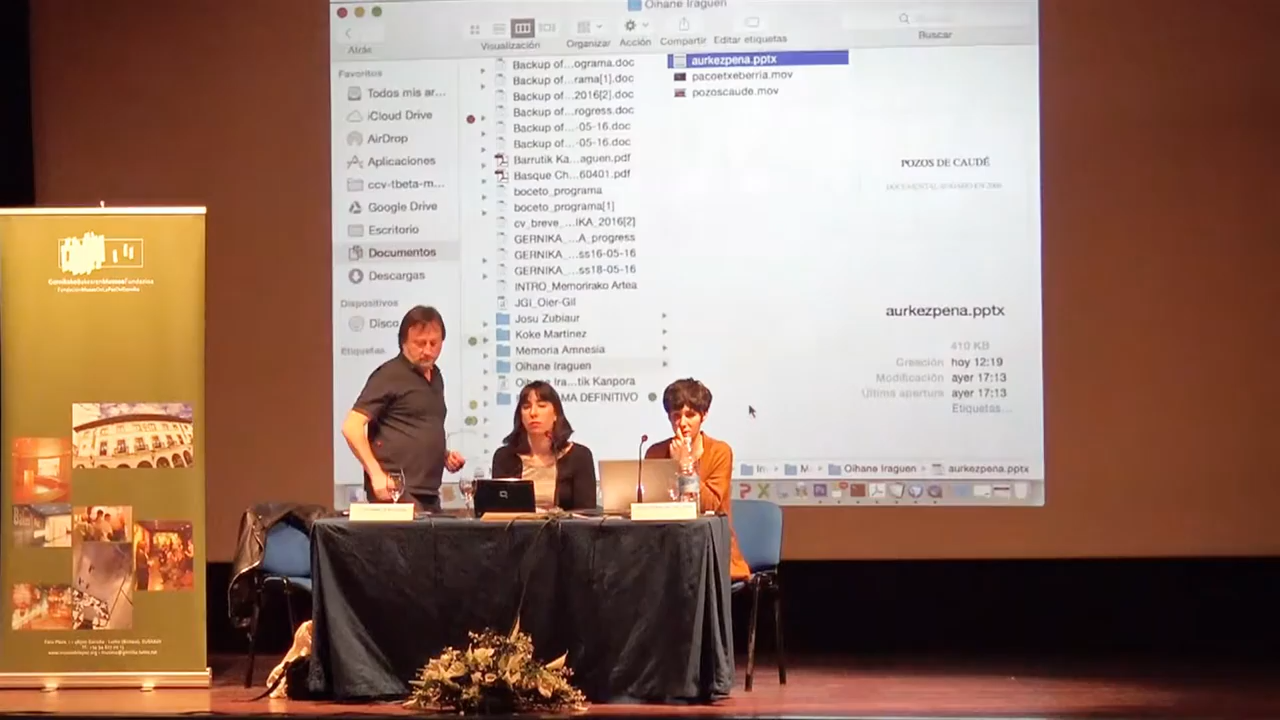 Oihane Iraguen
Atrás
Visualización
Organizar
Acción
Compartir
Editar etiquetas
Buscar
Favoritos
Todos mis ar...
iCloud Drive
AirDrop
Aplicaciones
ccv-tbeta-m...
Google Drive
Escritorio
Documentos
Descargas
Dispositivos
Disco
Etiquetas
Backup of...ograma.doc
Backup of...rama[1].doc
Backup of...2016[2].doc
Backup of...rogress.doc
Backup of...-05-16.doc
Backup of...-05-16.doc
Barrutik Ka...aguen.pdf
Basque Ch...60401.pdf
boceto_programa
boceto_programa[1]
cv_breve_...IKA_2016[2]
GERNIKA_...A_progress
GERNIKA_...ss16-05-16
GERNIKA_...ss18-05-16
INTRO_Memorirako Artea
JGI_Oier-Gil
Josu Zubiaur
Koke Martinez
Memoria Amnesia
Oihane Iraguen
Oihane Ira...tik Kanpora
MA DEFINITIVO
aurkezpena.pptx
pacoetxeberria.mov
pozoscaude.mov
POZOS DE CAUDÉ
aurkezpena.pptx
410 KB
Creación hoy 12:19
Modificación ayer 17:13
Última apertura ayer 17:13
Etiquetas...
In
M
Oihane Iraguen
aurkezpena.pptx